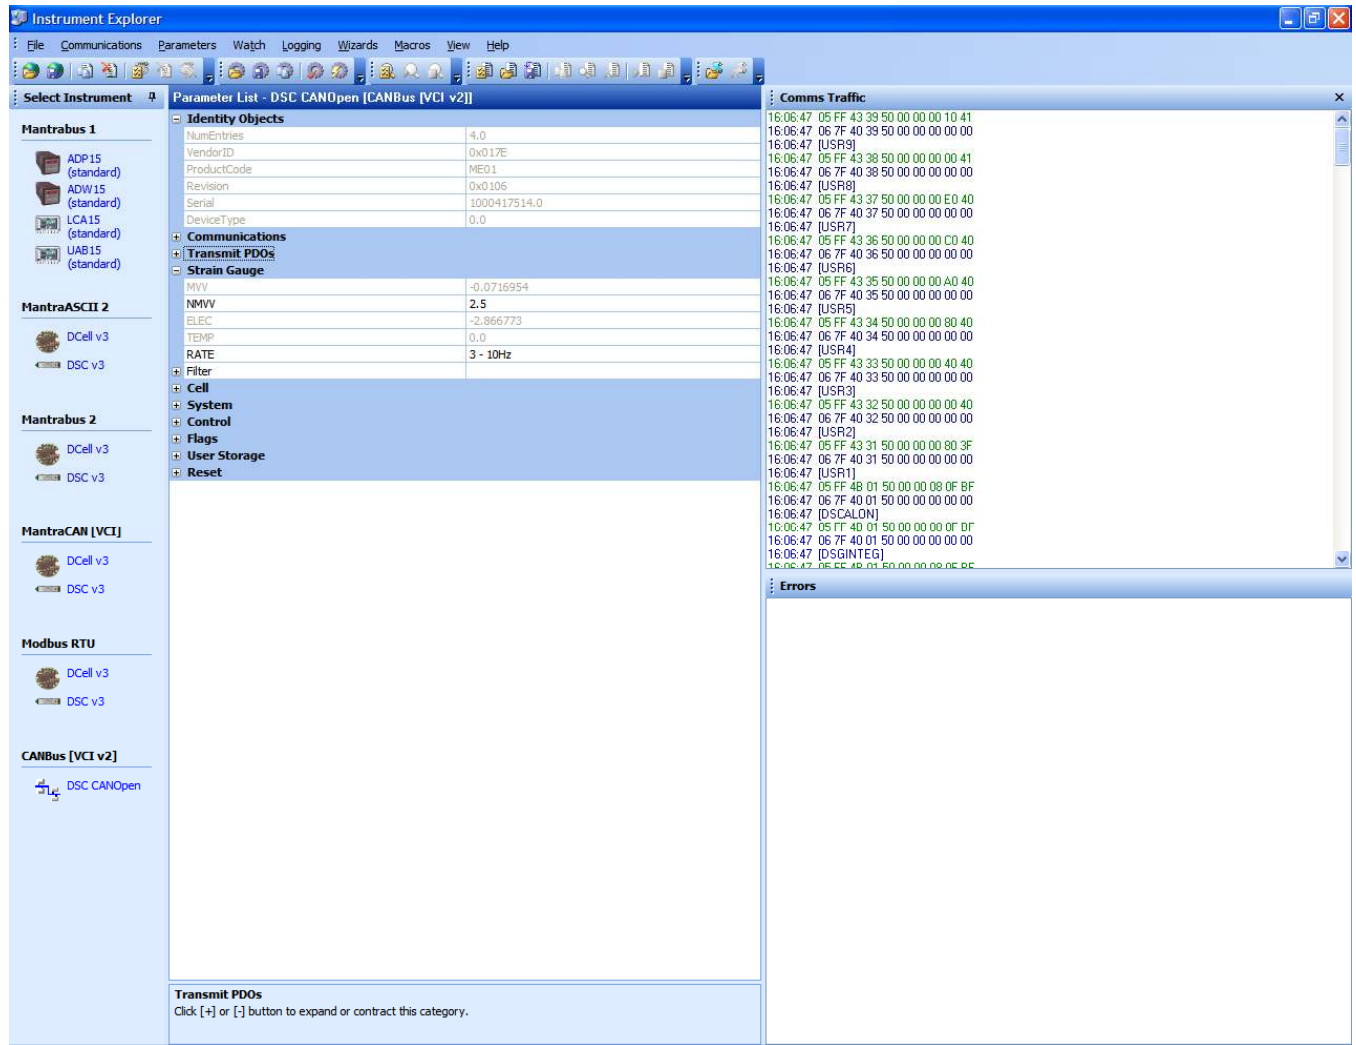 Instrument Explorer
File Communications Parameters Watch Logging Wizards Macros View Help
Select Instrument
Mantrabus 1
ADP15
(standard)
ADW15
(standard)
LCA15
(standard)
UAB15
(standard)
MantraASCII 2
DCell v3
DSC v3
Mantrabus 2
DCell v3
DSC v3
MantraCAN [VCI]
DCell v3
DSC v3
Modbus RTU
DCell v3
DSC v3
CANBus [VCI v2]
DSC CANOpen
Parameter List - DSC CANOpen [CANBus [VCI v2]]
Identity Objects
NumEntries 4.0
VendorID 0x017E
ProductCode ME01
Revision 0x0106
Serial 1000417514.0
DeviceType 0.0
Communications
Transmit PDOs
Strain Gauge
MVV -0.0716954
NMVV 2.5
ELEC -2.866773
TEMP 0.0
RATE 3 - 10Hz
Filter
Cell
System
Control
Flags
User Storage
Reset
Transmit PDOs
Click [+] or [-] button to expand or contract this category.
Comms Traffic
16:06:47 05 FF 43 39 50 00 00 00 10 41
16:06:47 06 7F 40 39 50 00 00 00 00 00
16:06:47 [USR9]
16:06:47 05 FF 43 38 50 00 00 00 00 41
16:06:47 06 7F 40 38 50 00 00 00 00 00
16:06:47 [USR8]
16:06:47 05 FF 43 37 50 00 00 00 E0 40
16:06:47 06 7F 40 37 50 00 00 00 00 00
16:06:47 [USR7]
16:06:47 05 FF 43 36 50 00 00 00 C0 40
16:06:47 06 7F 40 36 50 00 00 00 00 00
16:06:47 [USR6]
16:06:47 05 FF 43 35 50 00 00 00 A0 40
16:06:47 06 7F 40 35 50 00 00 00 00 00
16:06:47 [USR5]
16:06:47 05 FF 43 34 50 00 00 00 80 40
16:06:47 06 7F 40 34 50 00 00 00 00 00
16:06:47 [USR4]
16:06:47 05 FF 43 33 50 00 00 00 40 40
16:06:47 06 7F 40 33 50 00 00 00 00 00
16:06:47 [USR3]
16:06:47 05 FF 43 32 50 00 00 00 00 40
16:06:47 06 7F 40 32 50 00 00 00 00 00
16:06:47 [USR2]
16:06:47 05 FF 43 31 50 00 00 00 80 3F
16:06:47 06 7F 40 31 50 00 00 00 00 00
16:06:47 [USR1]
16:06:47 05 FF 4B 01 50 00 00 08 0F BF
16:06:47 06 7F 40 01 50 00 00 00 00 00
16:06:47 [DSCALON]
16:06:47 05 FF 4B 01 50 00 00 00 0F BF
16:06:47 06 7F 40 01 50 00 00 00 00 00
16:06:47 [DSGINTEG]
16:06:47 05 FF 4B 01 50 00 00 08 0F BF
Errors